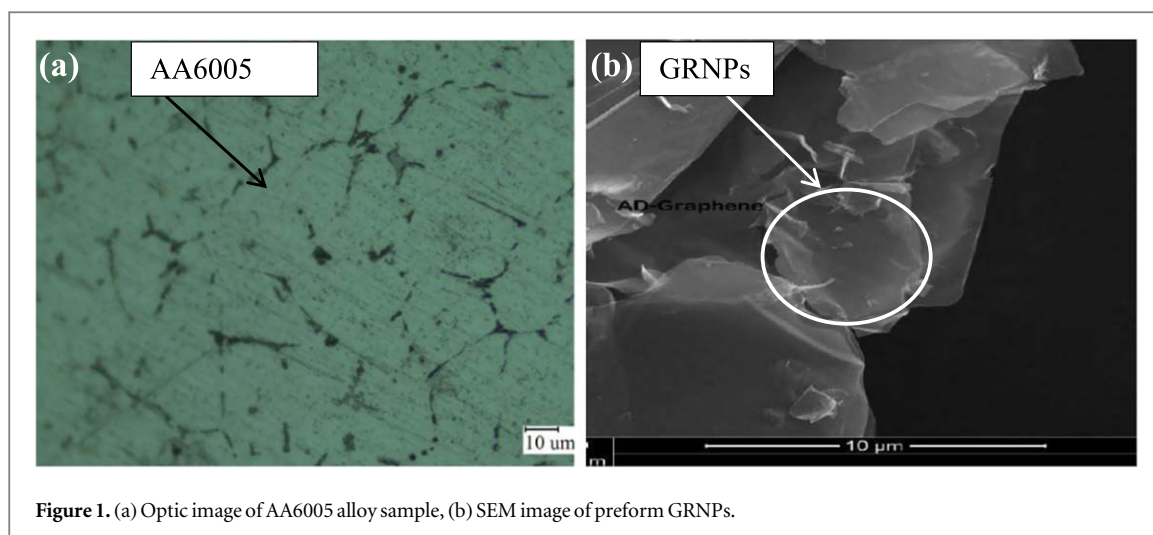 (a)
AA6005
10 um
(b)
GRNPs
AD-Graphene
10 µm
m
Figure 1. (a) Optic image of AA6005 alloy sample, (b) SEM image of preform GRNPs.